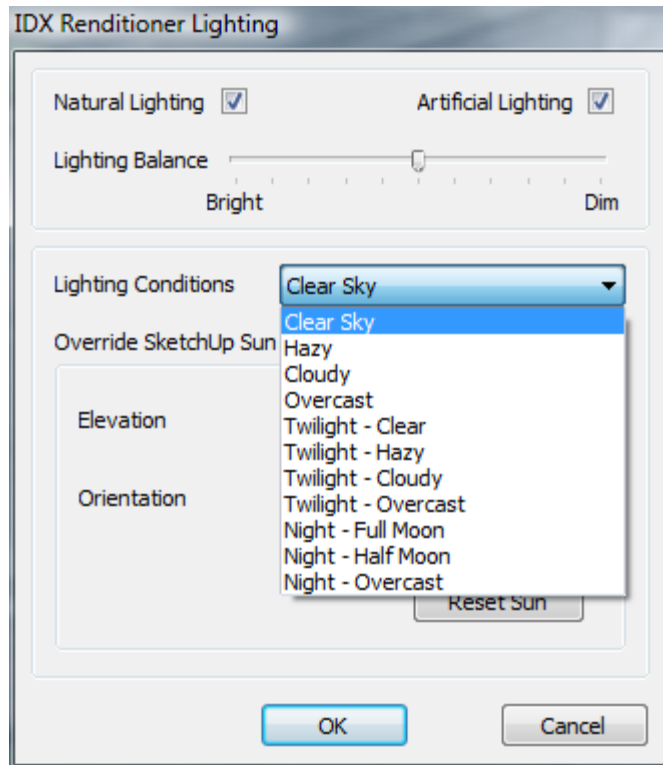 IDX Renditioner Lighting
Natural Lighting Artificial Lighting
Lighting Balance
Bright Dim
Lighting Conditions Clear Sky
Clear Sky
Override SketchUp Sun
Hazy
Cloudy
Overcast
Elevation
Twilight - Clear
Twilight - Hazy
Twilight - Cloudy
Orientation
Twilight - Overcast
Night - Full Moon
Night - Half Moon
Night - Overcast
Reset Sun
OK Cancel